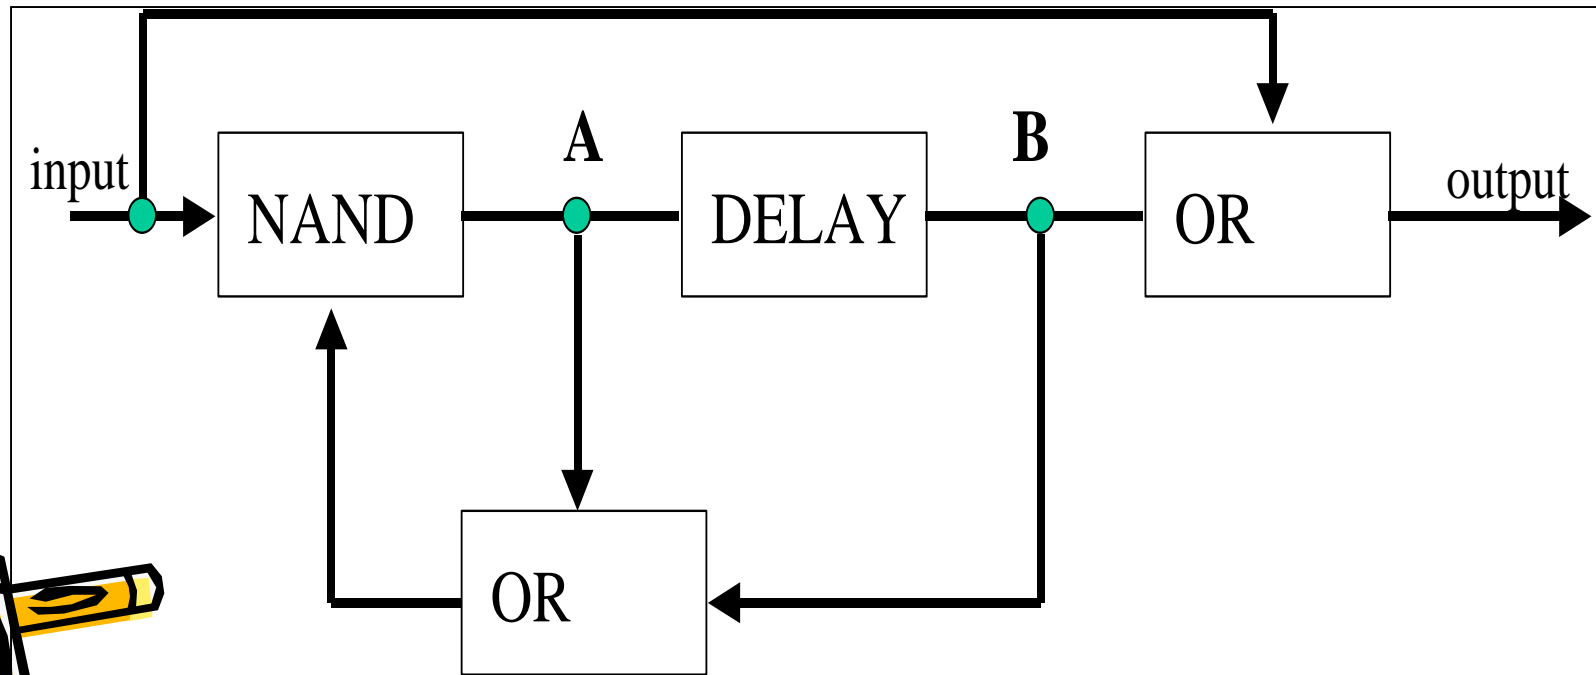 A
B
input
output
NAND
DELAY
OR
OR